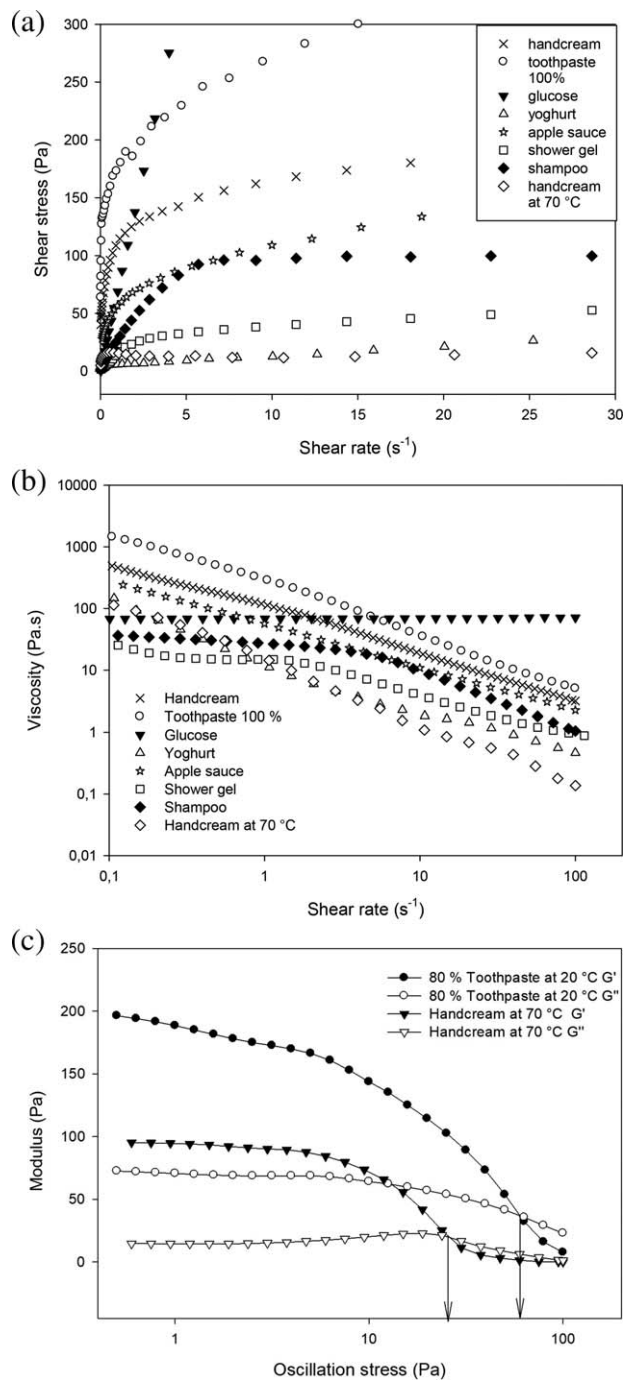 (a)
300
250
200
150
100
50
0
Shear stress (Pa)
handcream
toothpaste
100%
glucose
yoghurt
apple sauce
shower gel
shampoo
handcream
at 70 °C
0 5 10 15 20 25 30
Shear rate (s-1)
(b)
10000
1000
100
10
1
0,1
0,01
Viscosity (Pa.s)
Handcream
Toothpaste 100 %
Glucose
Yoghurt
Apple sauce
Shower gel
Shampoo
Handcream at 70 °C
0,1 1 10 100
Shear rate (s-1)
(c)
250
200
150
100
50
0
Modulus (Pa)
80 % Toothpaste at 20 °C G'
80 % Toothpaste at 20 °C G"
Handcream at 70 °C G'
Handcream at 70 °C G"
1 10 100
Oscillation stress (Pa)